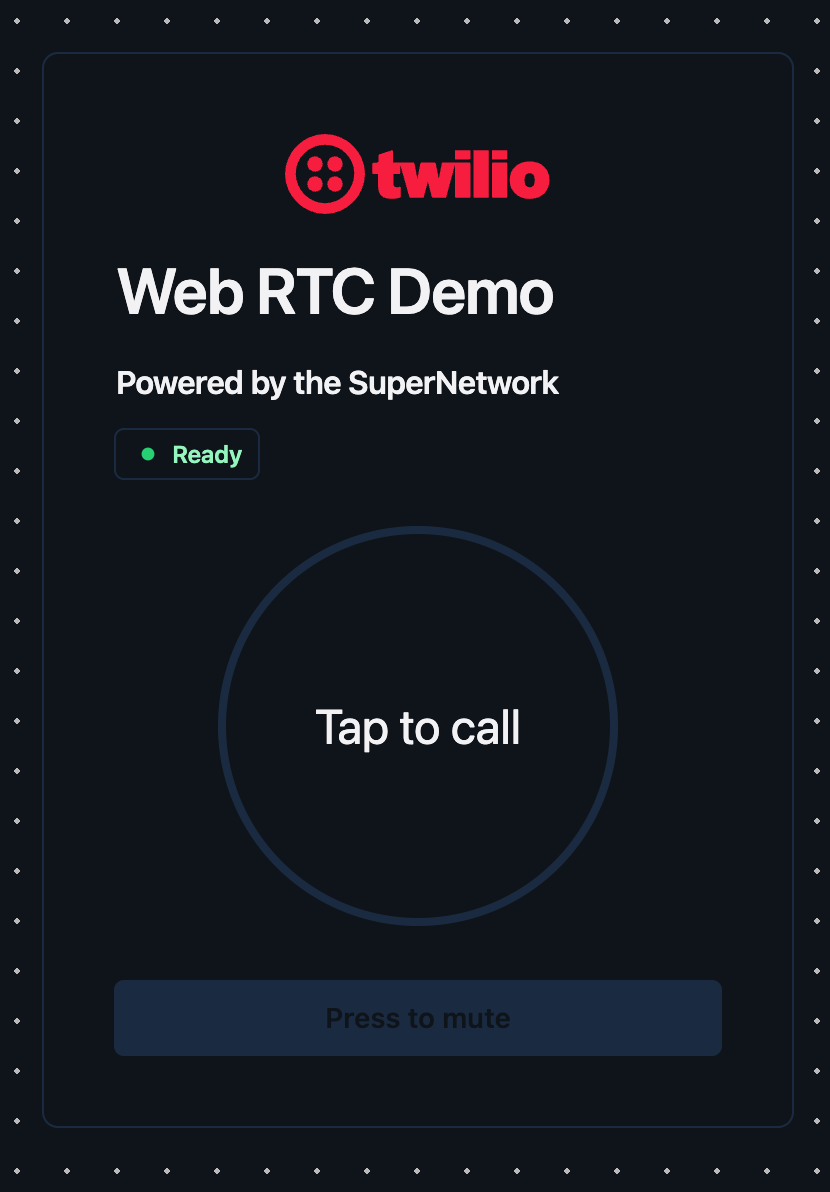 twilio
Web RTC Demo
Powered by the SuperNetwork
Ready
Tap to call
Press to mute